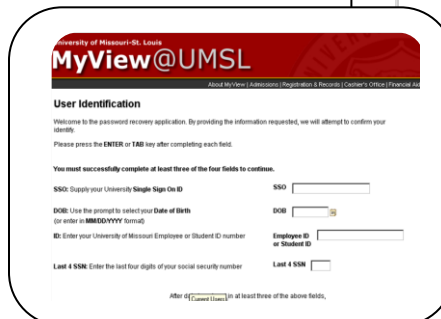 University of Missouri-St. Louis
MyView@UMSL
About MyView | Admissions | Registration & Records | Cashier's Office | Financial Aid
User Identification
Welcome to the password recovery application. By providing the information requested, we will attempt to confirm your
identity.
Please press the ENTER or TAB key after completing each field.
You must successfully complete at least three of the four fields to continue.
SSO: Supply your University Single Sign On ID
SSO
DOB: Use the prompt to select your Date of Birth
(or enter in MM/DD/YYYY format)
DOB
ID: Enter your University of Missouri Employee or Student ID number
Employee ID
or Student ID
Last 4 SSN: Enter the last four digits of your social security number
Last 4 SSN
After d Current Users in at least three of the above fields,